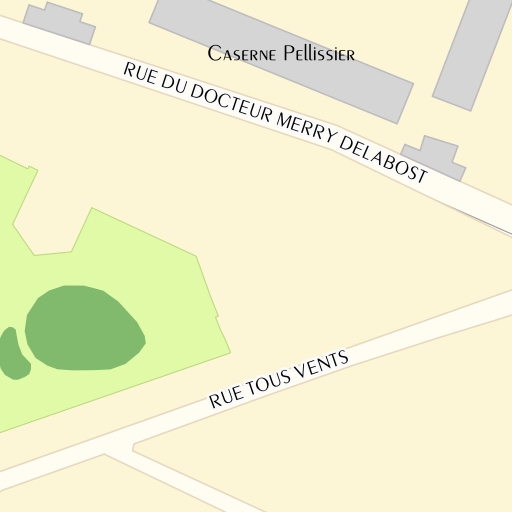 Caserne Pellissier
RUE DU DOCTEUR MERRY DELABOST
RUE TOUS VENTS